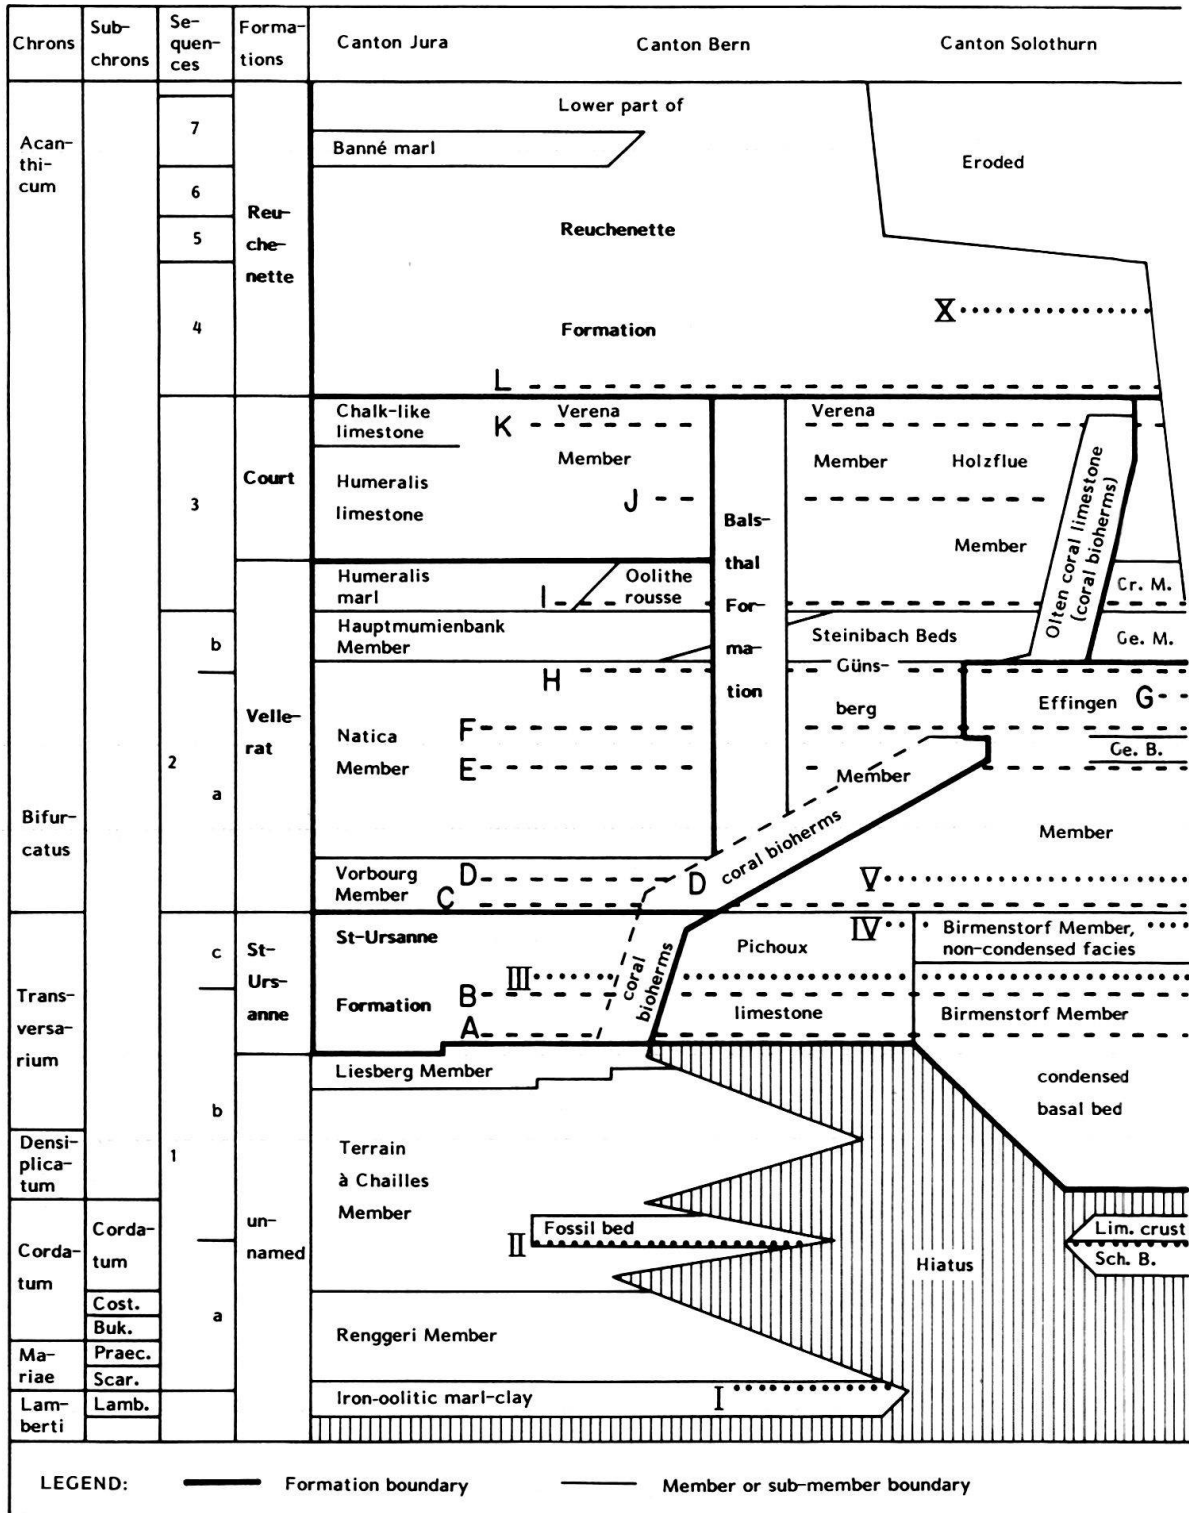 Chrons
Sub-
chrons
Se-
quen-
ces
Forma-
tions
Canton Jura
Canton Bern
Canton Solothurn
Acan-
thi-
cum
Bifur-
catus
Trans-
versa-
rium
Densi-
plica-
tum
Corda-
tum
Ma-
riae
Lam-
berti
Corda-
tum
Cost.
Buk.
Praec.
Scar.
Lamb.
7
6
5
4
3
b
2
a
c
b
1
a
Reu-
che-
nette
Court
Velle-
rat
St-
Urs-
anne
un-
named
Lower part of
Banné marl
Eroded
Reuchenette
X
Formation
L
Chalk-like
limestone
K
Verena
Member
Humeralis
limestone
J
Bals-
thal
For-
ma-
tion
Verena
Member
Holzflue
Member
Olten coral limestone
(coral bioherms)
Humeralis
marl
I
Oolithe
rousse
Cr. M.
Hauptmumienbank
Member
Steinibach Beds
Ge. M.
H
Güns-
berg
Member
Effingen
G
Natica
Member
F
E
Ge. B.
Member
Vorbourg
Member
D
C
D
coral bioherms
V
St-Ursanne
Formation
III
B
A
coral
bioherms
Pichoux
limestone
IV
Birmenstorf Member,
non-condensed facies
Birmenstorf Member
condensed
basal bed
Liesberg Member
Terrain
à Chailles
Member
Fossil bed
II
Hiatus
Lim. crust
Sch. B.
Renggeri Member
Iron-oolitic marl-clay
I
LEGEND:
Formation boundary
Member or sub-member boundary